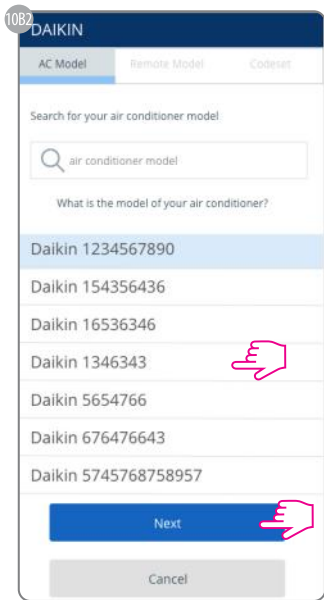 10B2
DAIKIN
AC Model Remote Model Codeset
Search for your air conditioner model
air conditioner model
What is the model of your air conditioner?
Daikin 1234567890
Daikin 154356436
Daikin 16536346
Daikin 1346343
Daikin 5654766
Daikin 676476643
Daikin 5745768758957
Next
Cancel